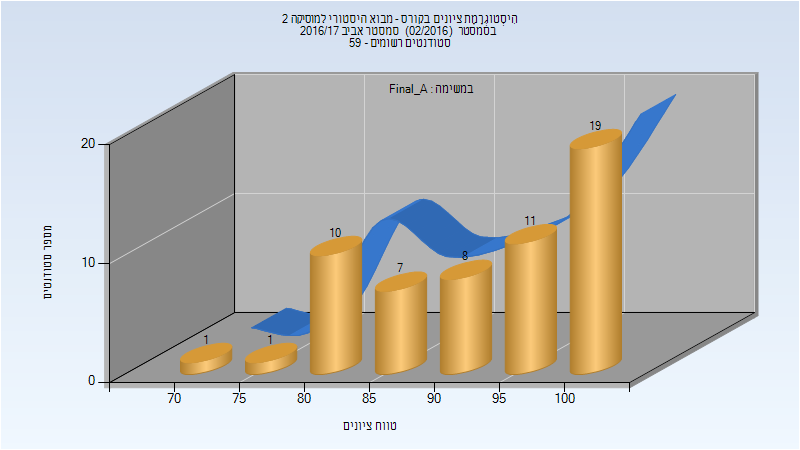 היסטוגרמת ציונים בקורס - מבוא היסטורי למוסיקה 2
בסמסטר (02/2016) סמסטר אביב 2016/17
סטודנטים רשומים - 59
במשימה : Final_A
20
10
0
מספר סטודנטים
1
1
10
7
8
11
19
70
75
80
85
90
95
100
טווח ציונים